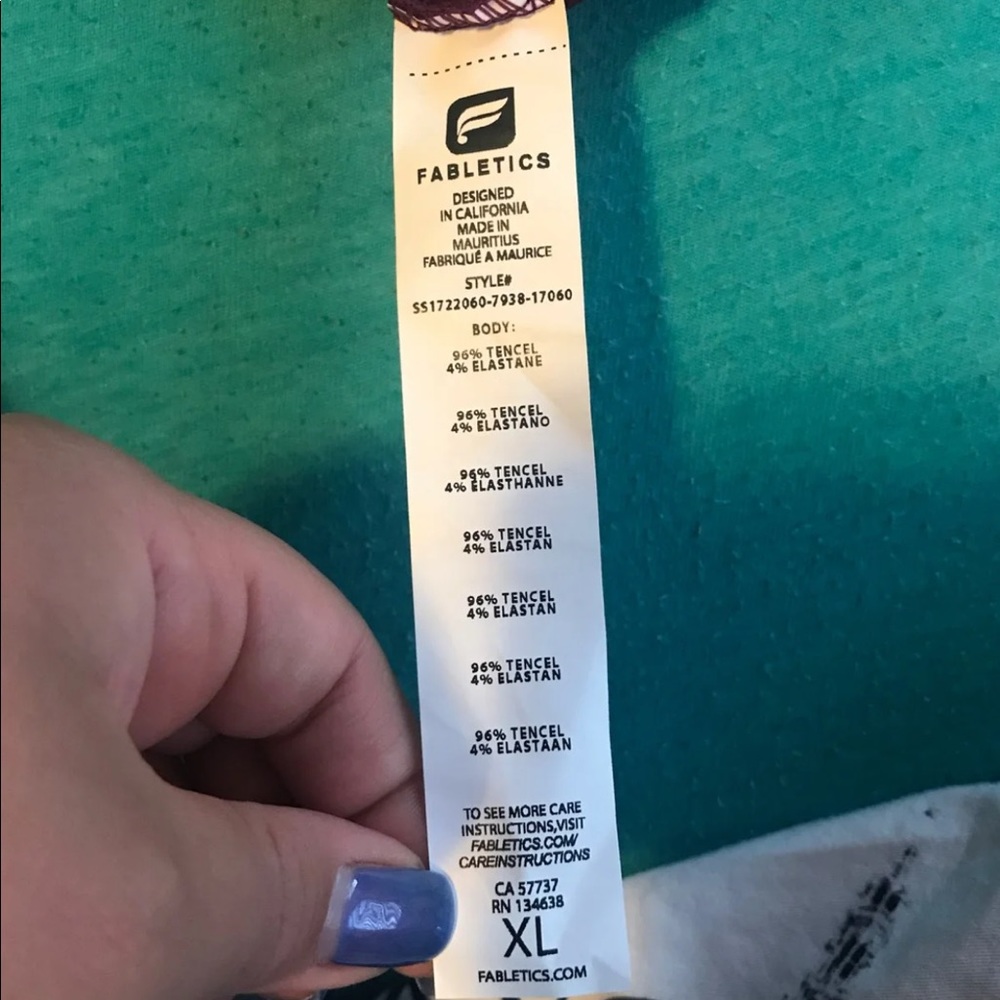 FABLETICS
DESIGNED
IN CALIFORNIA
MADE IN
MAURITIUS
FABRIQUÉ A MAURICE
STYLE#
SS1722060-7938-17060
BODY:
96% TENCEL
4% ELASTANE
96% TENCEL
4% ELASTANO
96% TENCEL
4% ÉLASTHANNE
96% TENCEL
4% ELASTAN
96% TENCEL
4% ELASTAN
96% TENCEL
4% ELASTAN
96% TENCEL
4% ELASTAAN
TO SEE MORE CARE
INSTRUCTIONS,VISIT
FABLETICS.COM/
CAREINSTRUCTIONS
CA 57737
RN 134638
XL
FABLETICS.COM